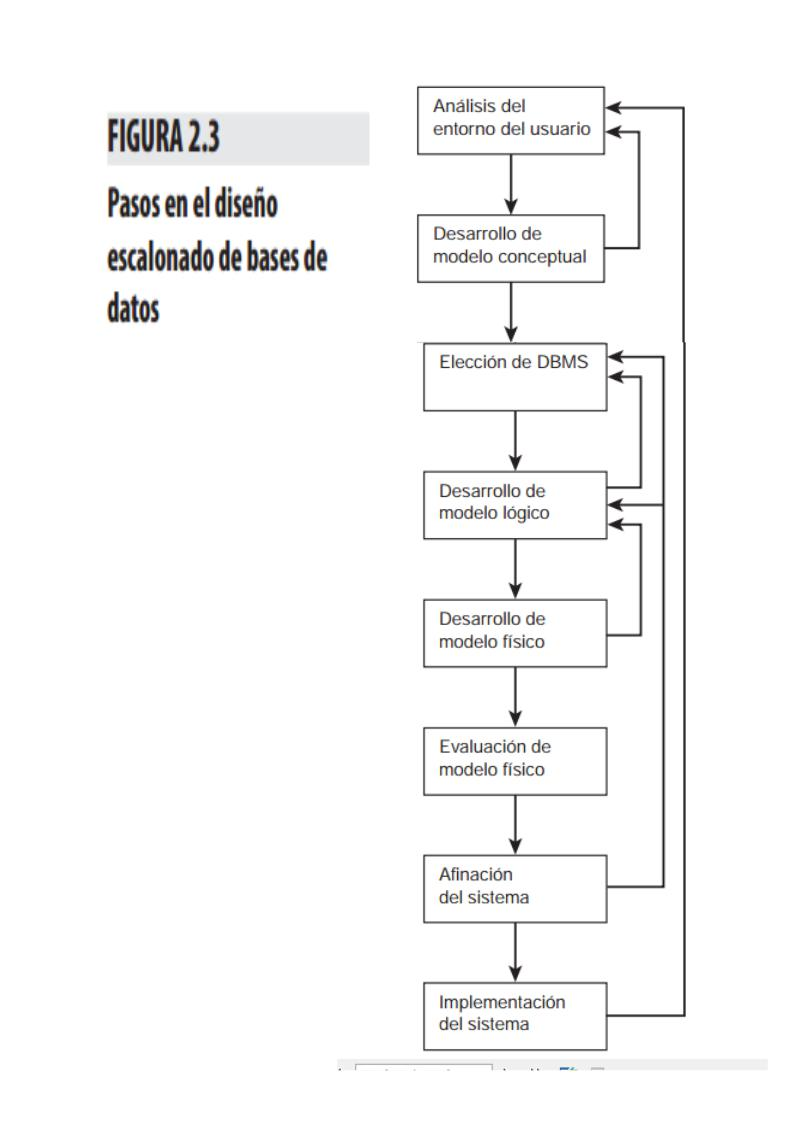 FIGURA 2.3
Pasos en el diseño
escalonado de bases de
datos
Análisis del
entorno del usuario
Desarrollo de
modelo conceptual
Elección de DBMS
Desarrollo de
modelo lógico
Desarrollo de
modelo físico
Evaluación de
modelo físico
Afinación
del sistema
Implementación
del sistema